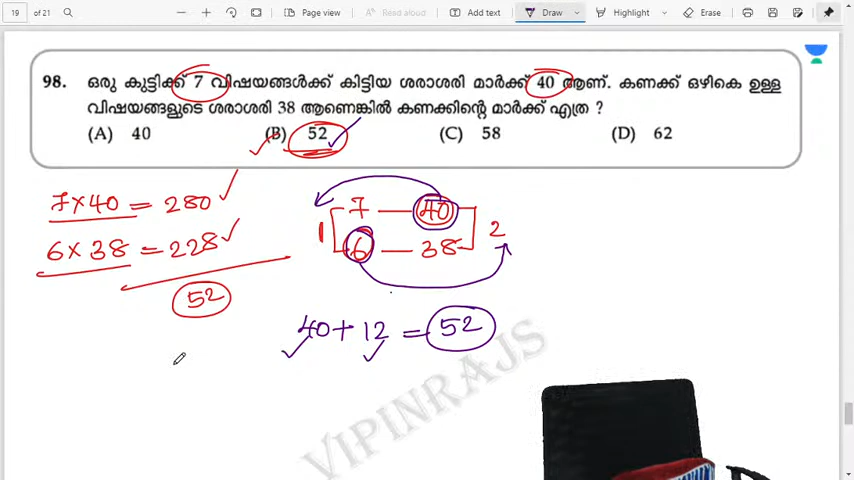 19 of 21 Page view Read aloud Add text Draw Highlight Erase
98. ഒരു കുട്ടിക്ക് 7 വിഷയങ്ങൾക്ക് കിട്ടിയ ശരാശരി മാർക്ക് 40 ആണ്. കണക്ക് ഒഴികെ ഉള്ള
വിഷയങ്ങളുടെ ശരാശരി 38 ആണെങ്കിൽ കണക്കിന്റെ മാർക്ക് എത്ര ?
(A) 40 (B) 52 (C) 58 (D) 62
7×40 = 280
6×38 = 228
52
7 — 40
1 2
6 — 38
40+12 = 52
VIPINRAJS